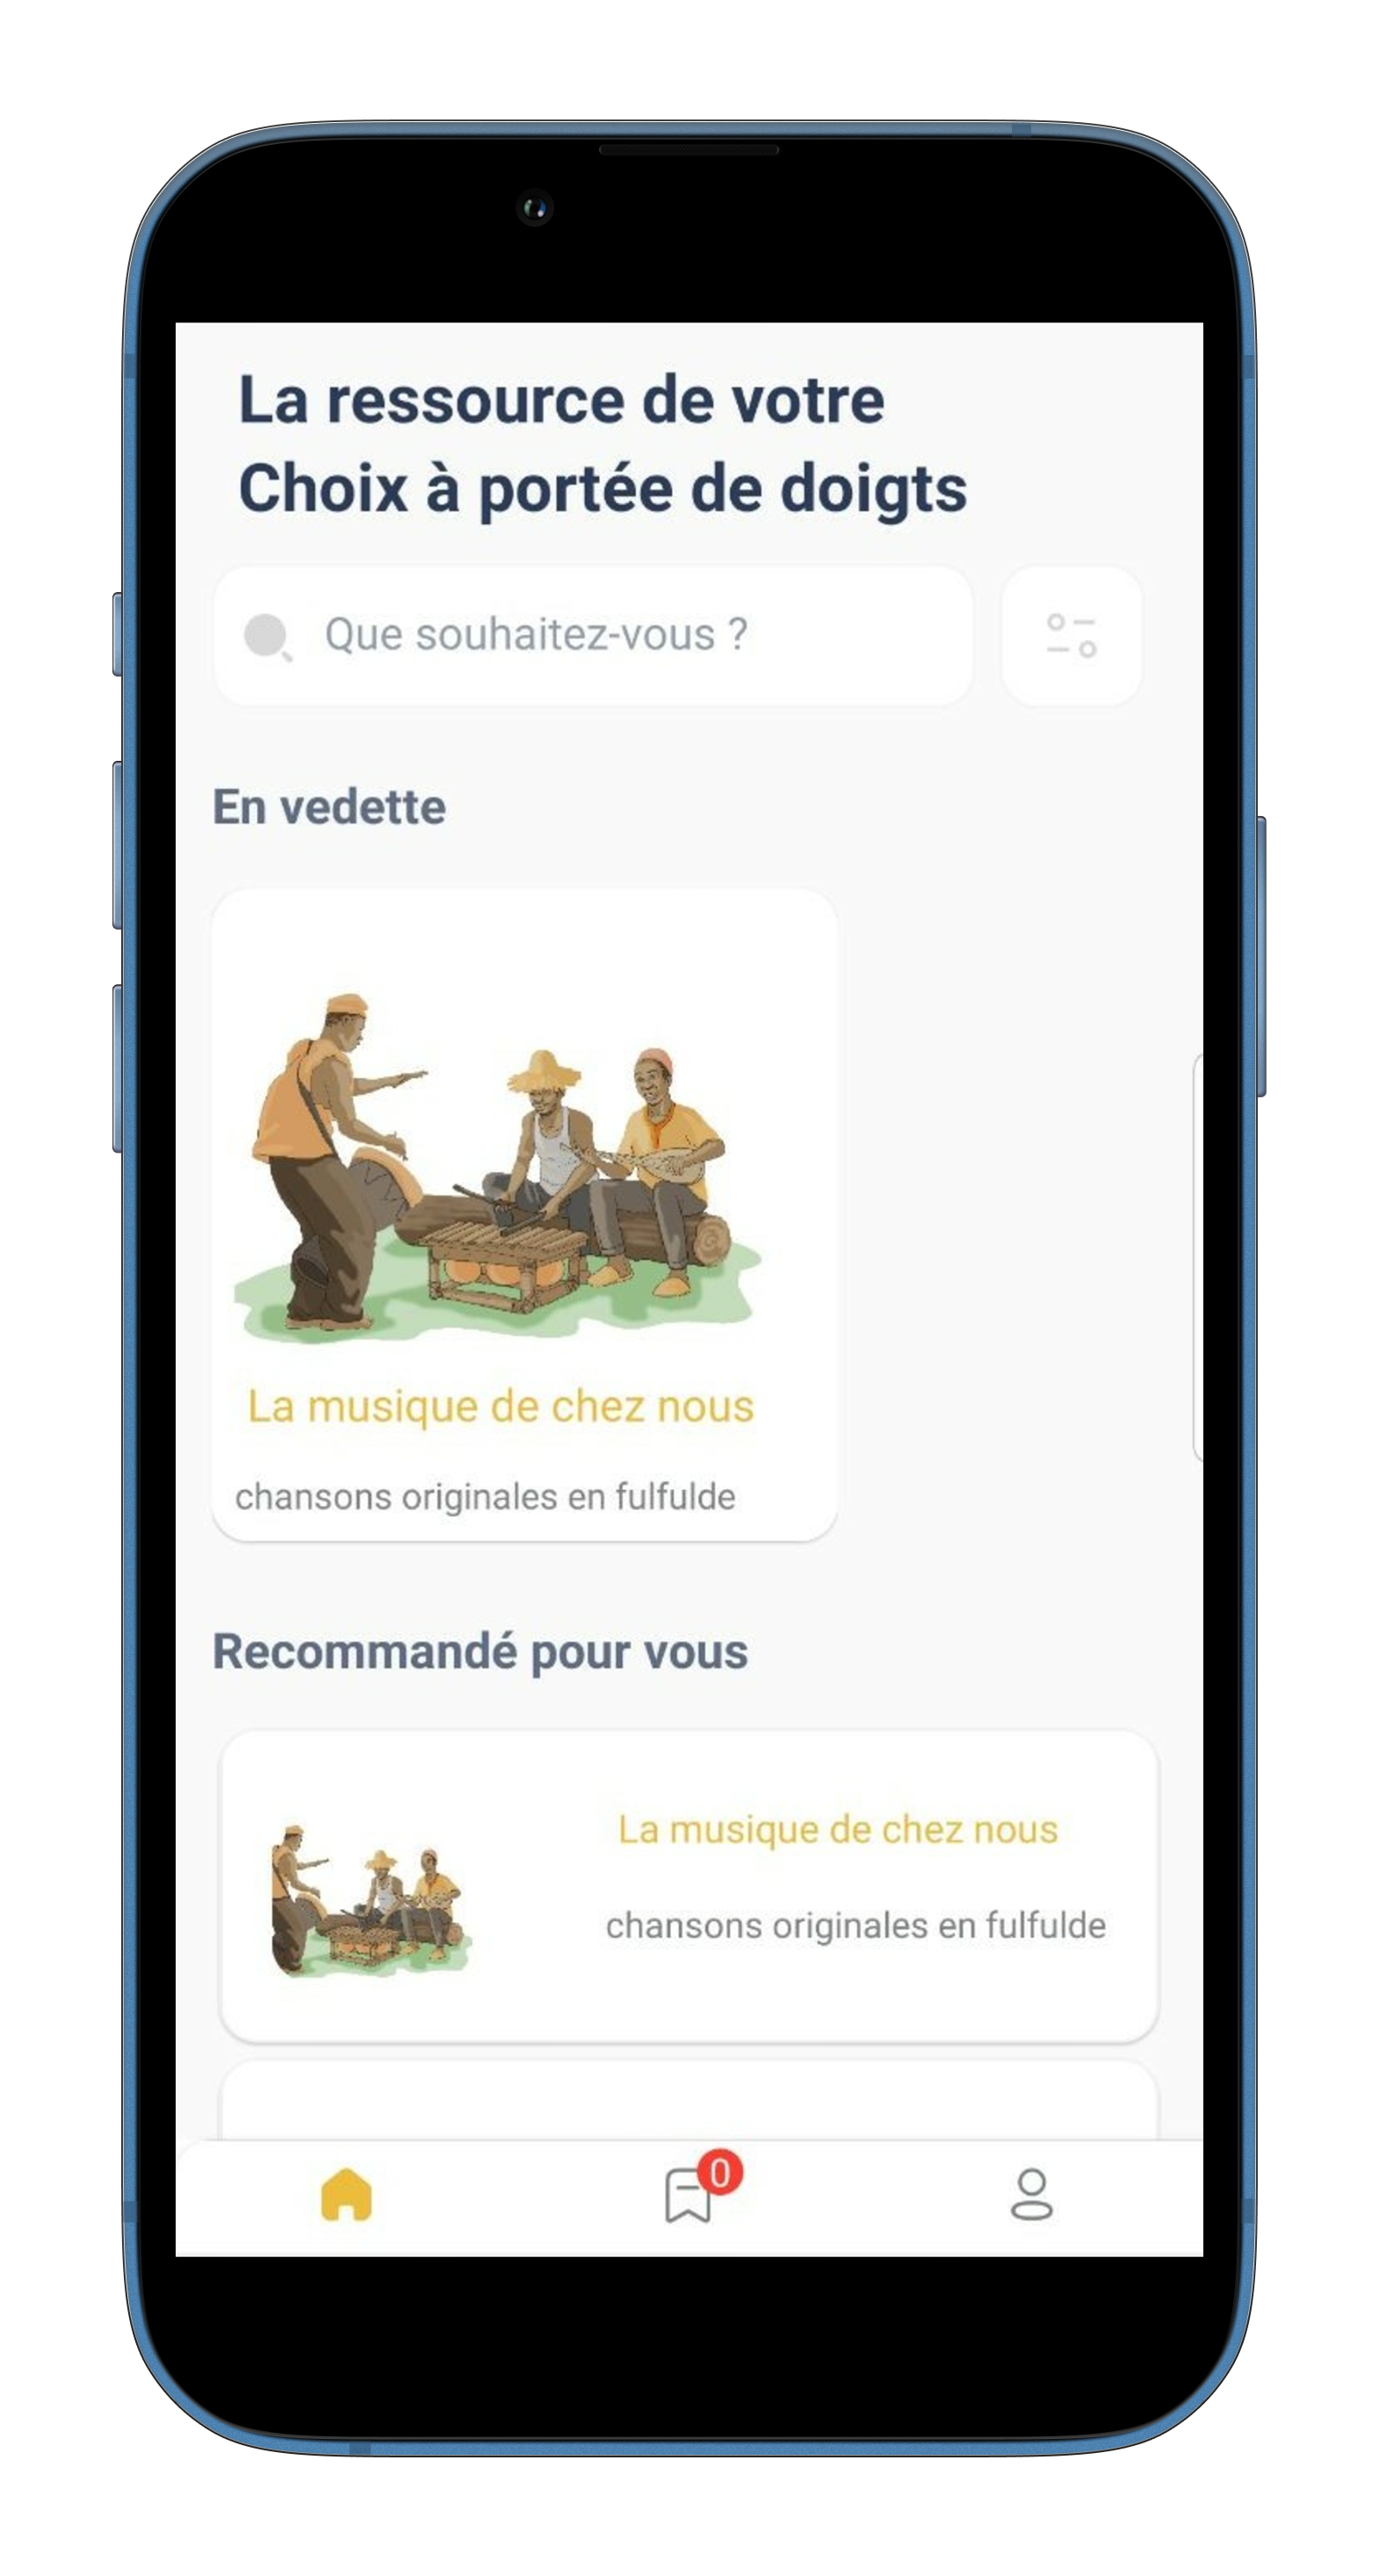 La ressource de votre
Choix à portée de doigts
Que souhaitez-vous ?
En vedette
La musique de chez nous
chansons originales en fulfulde
Recommandé pour vous
La musique de chez nous
chansons originales en fulfulde
0